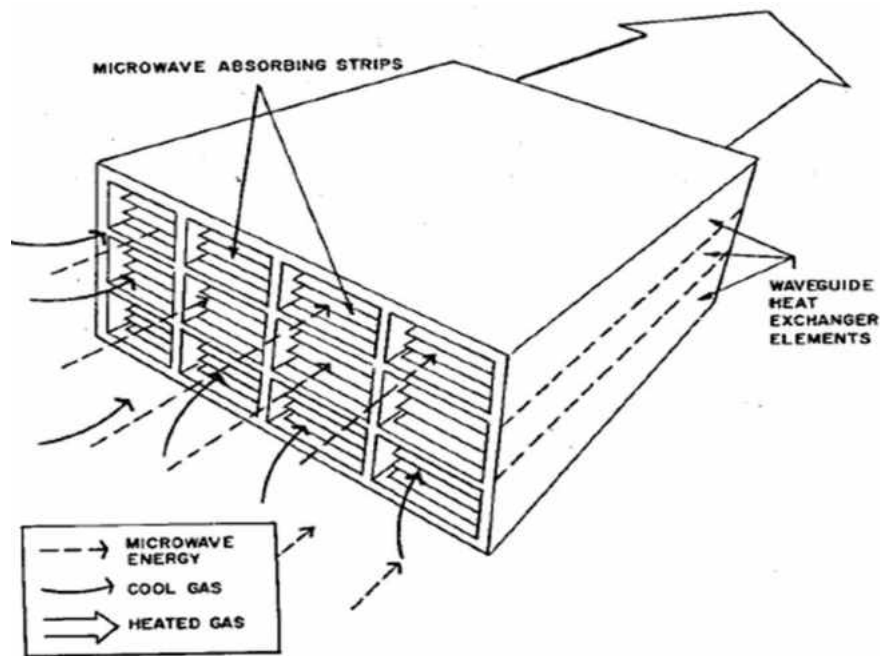 MICROWAVE ABSORBING STRIPS
WAVEGUIDE
HEAT
EXCHANGER
ELEMENTS
MICROWAVE
ENERGY
COOL GAS
HEATED GAS